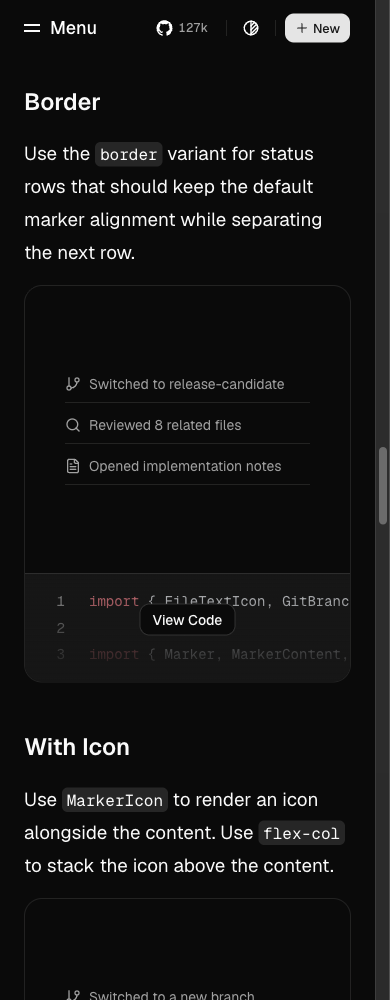 Menu 127k New
Border
Use the border variant for status
rows that should keep the default
marker alignment while separating
the next row.
Switched to release-candidate
Reviewed 8 related files
Opened implementation notes
1 import { FileTextIcon, GitBranc
View Code
2
3 import { Marker, MarkerContent,
With Icon
Use MarkerIcon to render an icon
alongside the content. Use flex-col
to stack the icon above the content.
Switched to a new branch